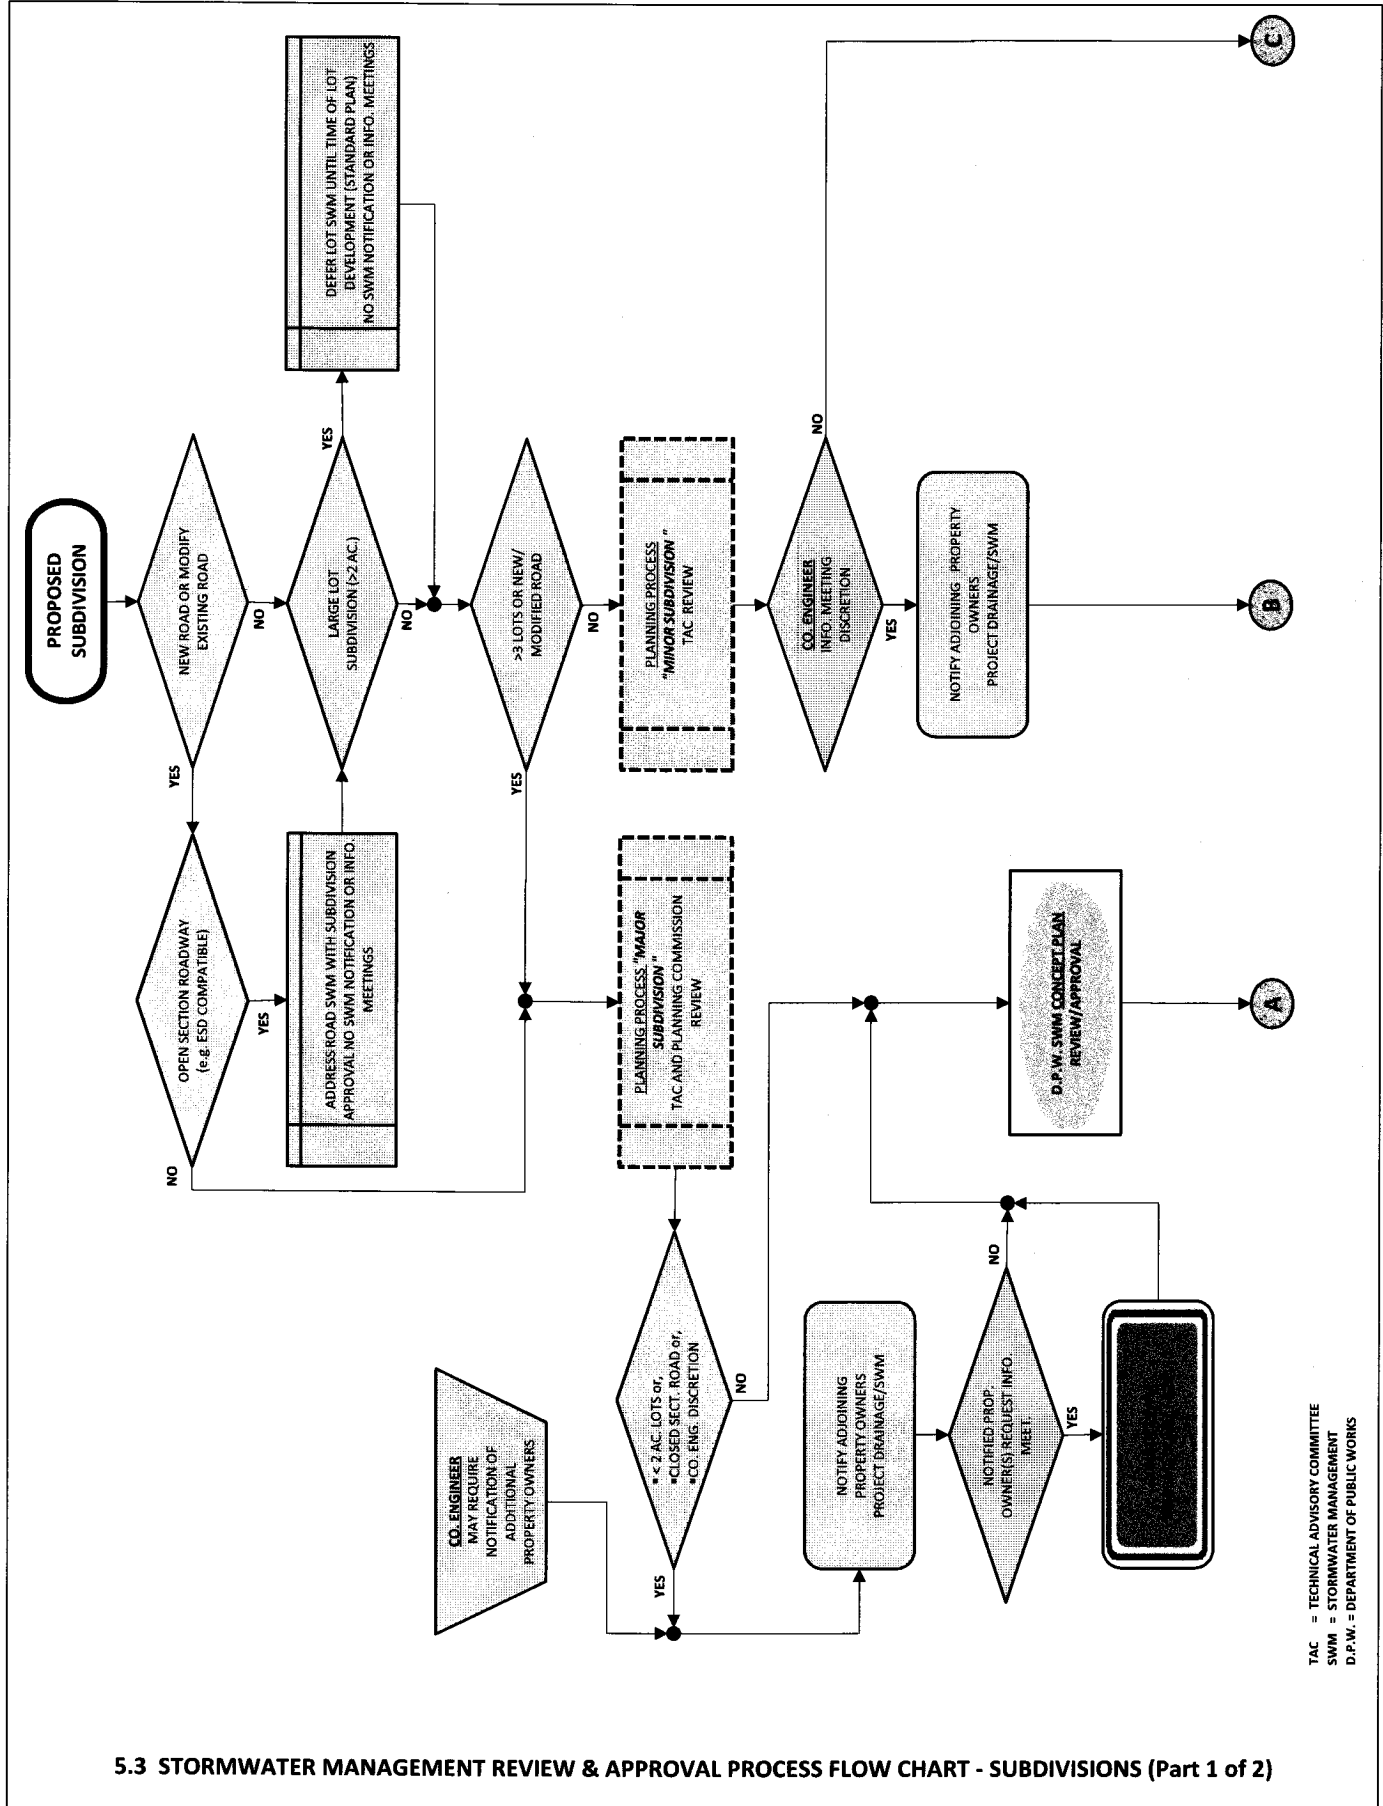 PROPOSED
SUBDIVISION
NEW ROAD OR MODIFY
EXISTING ROAD
YES
NO
OPEN SECTION ROADWAY
(e.g. ESD COMPATIBLE)
NO
YES
ADDRESS ROAD SWM WITH SUBDIVISION
APPROVAL NO SWM NOTIFICATION OR INFO.
MEETINGS
LARGE LOT
SUBDIVISION (>2 AC.)
YES
NO
DEFER LOT SWM UNTIL TIME OF LOT
DEVELOPMENT (STANDARD PLAN)
NO SWM NOTIFICATION OR INFO. MEETINGS
>3 LOTS OR NEW/
MODIFIED ROAD
YES
NO
PLANNING PROCESS "MAJOR
SUBDIVISION"
TAC AND PLANNING COMMISSION
REVIEW
PLANNING PROCESS
"MINOR SUBDIVISION"
TAC REVIEW
CO. ENGINEER
INFO. MEETING
DISCRETION
NO
YES
NOTIFY ADJOINING PROPERTY
OWNERS
PROJECT DRAINAGE/SWM
CO. ENGINEER
MAY REQUIRE
NOTIFICATION OF
ADDITIONAL
PROPERTY OWNERS
* < 2 AC. LOTS or,
*CLOSED SECT. ROAD or,
*CO. ENG. DISCRETION
YES
NO
NOTIFY ADJOINING
PROPERTY OWNERS
PROJECT DRAINAGE/SWM
NOTIFIED PROP.
OWNER(S) REQUEST INFO.
MEET.
NO
YES
D.P.W. SWM CONCEPT PLAN
REVIEW/APPROVAL
A
B
C
TAC = TECHNICAL ADVISORY COMMITTEE
SWM = STORMWATER MANAGEMENT
D.P.W. = DEPARTMENT OF PUBLIC WORKS
5.3 STORMWATER MANAGEMENT REVIEW & APPROVAL PROCESS FLOW CHART - SUBDIVISIONS (Part 1 of 2)